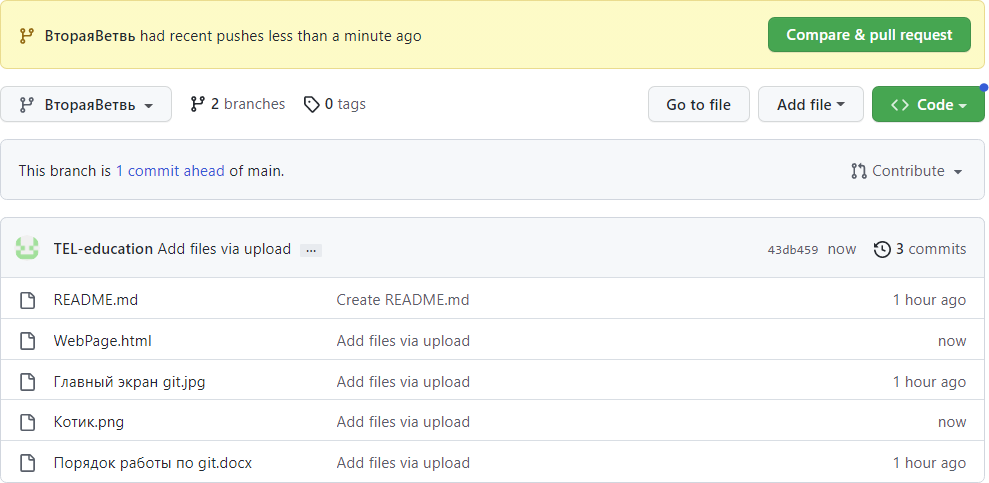 ВтораяВетвь had recent pushes less than a minute ago Compare & pull request
ВтораяВетвь 2 branches 0 tags Go to file Add file Code
This branch is 1 commit ahead of main. Contribute
TEL-education Add files via upload ... 43db459 now 3 commits
README.md Create README.md 1 hour ago
WebPage.html Add files via upload now
Главный экран git.jpg Add files via upload 1 hour ago
Котик.png Add files via upload now
Порядок работы по git.docx Add files via upload 1 hour ago